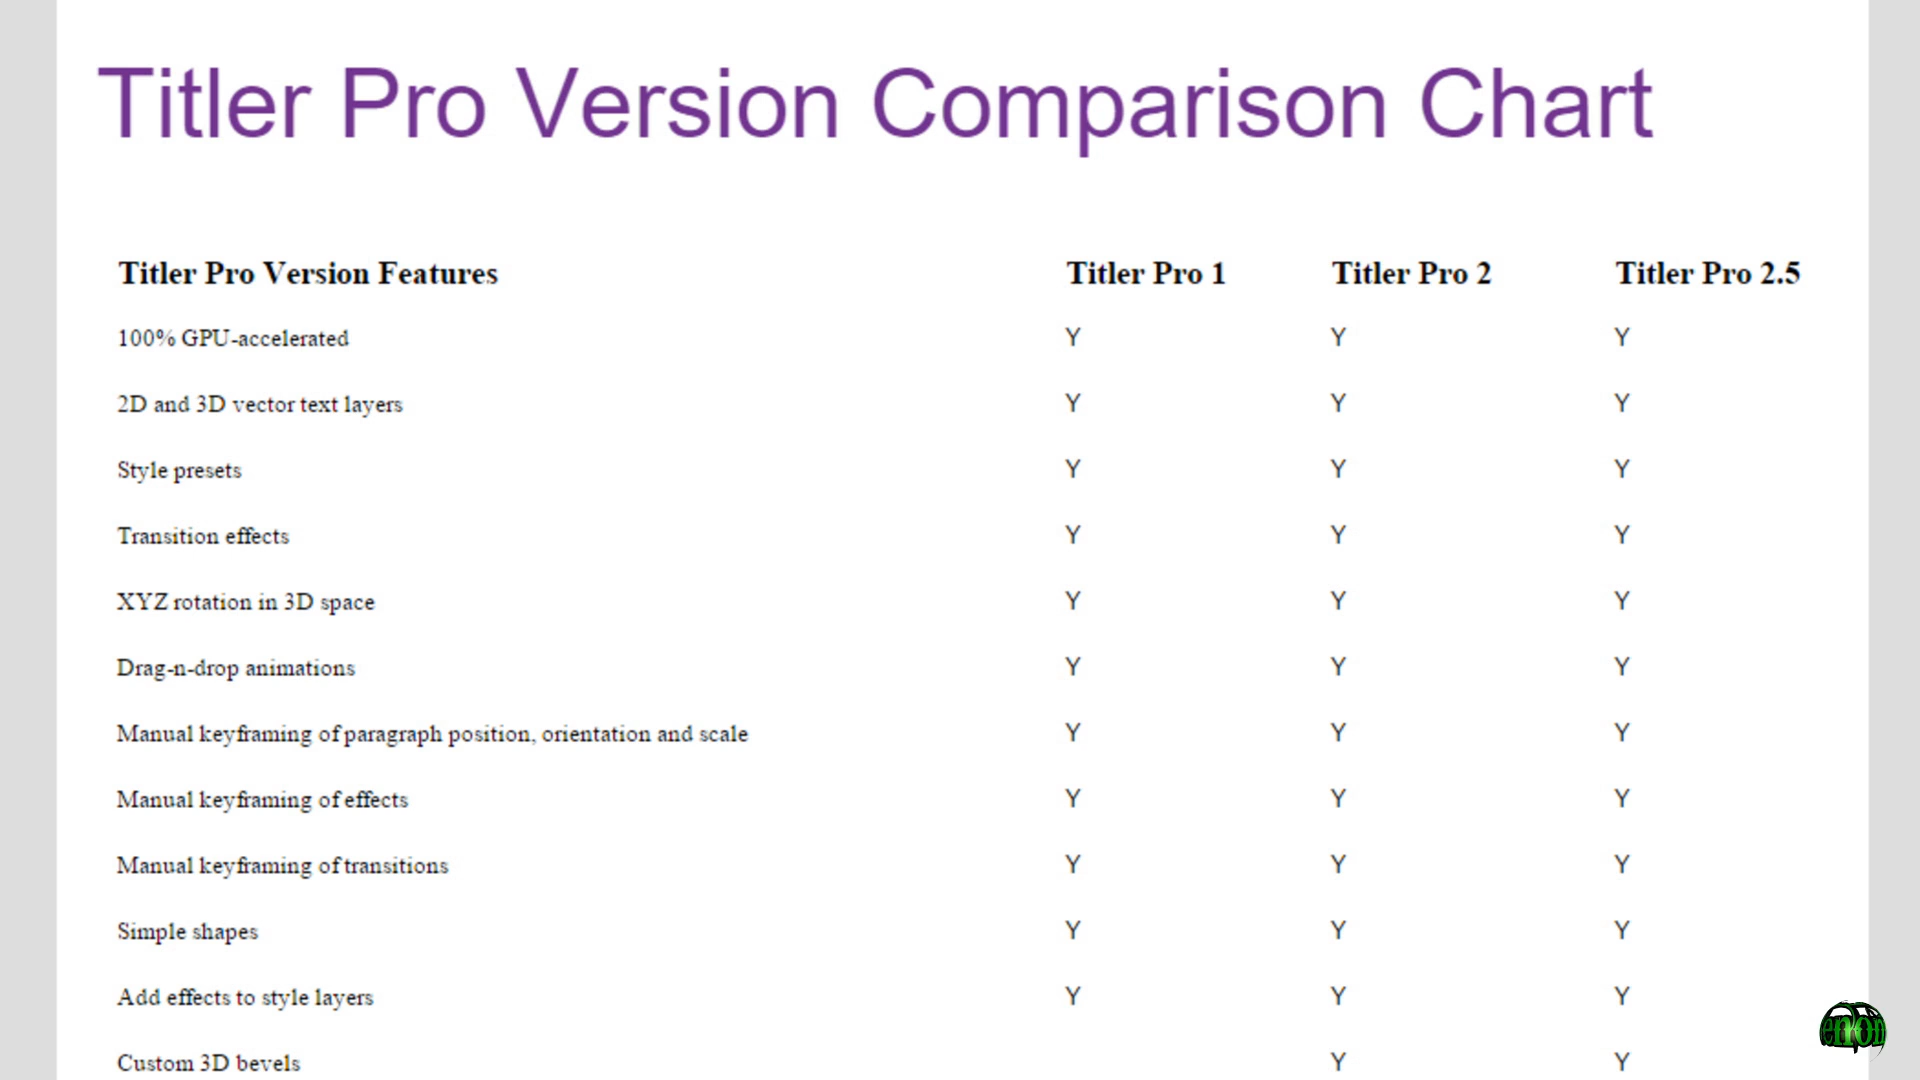 Titler Pro Version Comparison Chart
Titler Pro Version Features Titler Pro 1 Titler Pro 2 Titler Pro 2.5
100% GPU-accelerated Y Y Y
2D and 3D vector text layers Y Y Y
Style presets Y Y Y
Transition effects Y Y Y
XYZ rotation in 3D space Y Y Y
Drag-n-drop animations Y Y Y
Manual keyframing of paragraph position, orientation and scale Y Y Y
Manual keyframing of effects Y Y Y
Manual keyframing of transitions Y Y Y
Simple shapes Y Y Y
Add effects to style layers Y Y Y
Custom 3D bevels Y Y